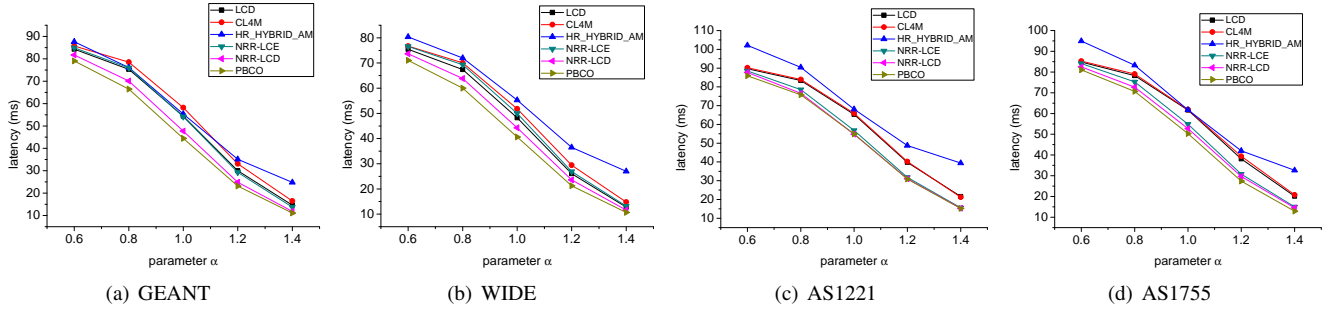 LCD
CL4M
HR_HYBRID_AM
NRR-LCE
NRR-LCD
PBCO
90
80
70
60
50
40
30
20
10
latency (ms)
0.6 0.8 1.0 1.2 1.4
parameter α
(a) GEANT
LCD
CL4M
HR_HYBRID_AM
NRR-LCE
NRR-LCD
PBCO
80
70
60
50
40
30
20
10
latency (ms)
0.6 0.8 1.0 1.2 1.4
parameter α
(b) WIDE
LCD
CL4M
HR_HYBRID_AM
NRR-LCE
NRR-LCD
PBCO
110
100
90
80
70
60
50
40
30
20
10
latency (ms)
0.6 0.8 1.0 1.2 1.4
parameter α
(c) AS1221
LCD
CL4M
HR_HYBRID_AM
NRR-LCE
NRR-LCD
PBCO
100
90
80
70
60
50
40
30
20
10
latency (ms)
0.6 0.8 1.0 1.2 1.4
parameter α
(d) AS1755